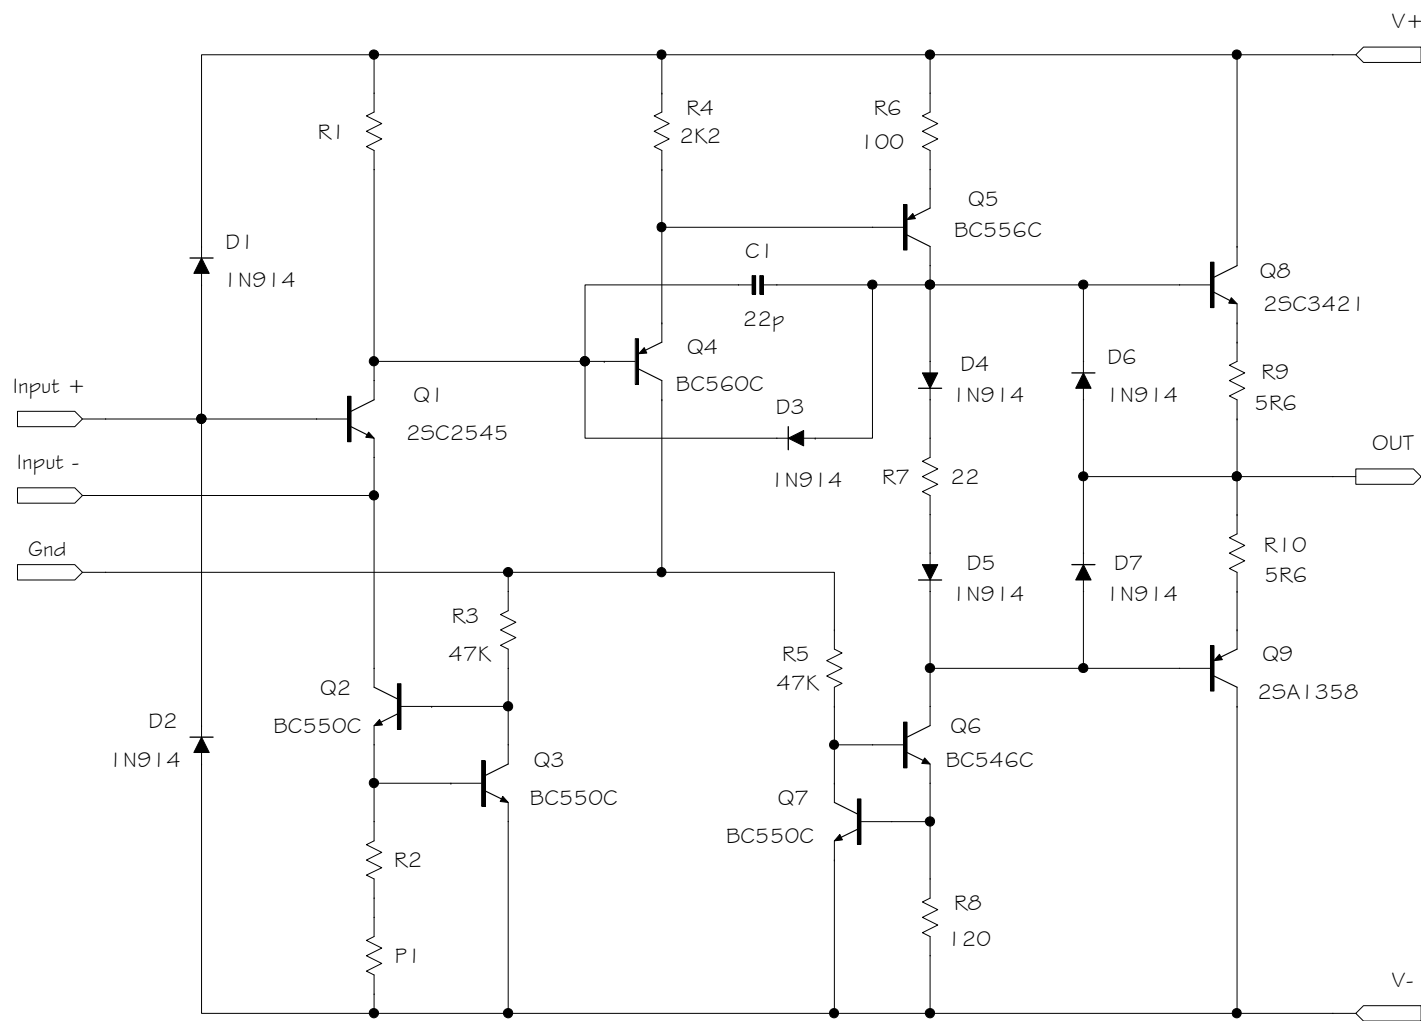 V+
R4
2K2
R6
100
R1
Q5
BC556C
D1
1N914
C1
22p
Q8
2SC3421
Q4
BC560C
D4
1N914
D6
1N914
R9
5R6
Input +
Q1
2SC2545
D3
1N914
OUT
Input -
R7 22
Gnd
D5
1N914
D7
1N914
R10
5R6
R3
47K
R5
47K
Q9
2SA1358
Q2
BC550C
D2
1N914
Q6
BC546C
Q3
BC550C
Q7
BC550C
R2
R8
120
P1
V-